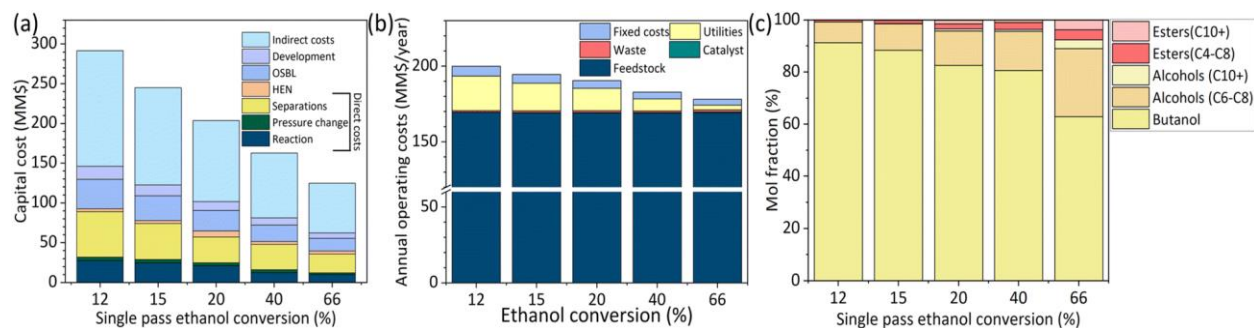 (a)
Capital cost (MM$)
300
250
200
150
100
50
0
Indirect costs
Development
OSBL
HEN
Separations
Pressure change
Reaction
Direct costs
12 15 20 40 66
Single pass ethanol conversion (%)
(b)
Annual operating costs (MM$/year)
200
150
50
0
Fixed costs Utilities
Waste Catalyst
Feedstock
12 15 20 40 66
Ethanol conversion (%)
(c)
Mol fraction (%)
100
80
60
40
20
0
Esters(C10+)
Esters(C4-C8)
Alcohols (C10+)
Alcohols (C6-C8)
Butanol
12 15 20 40 66
Single pass ethanol conversion (%)